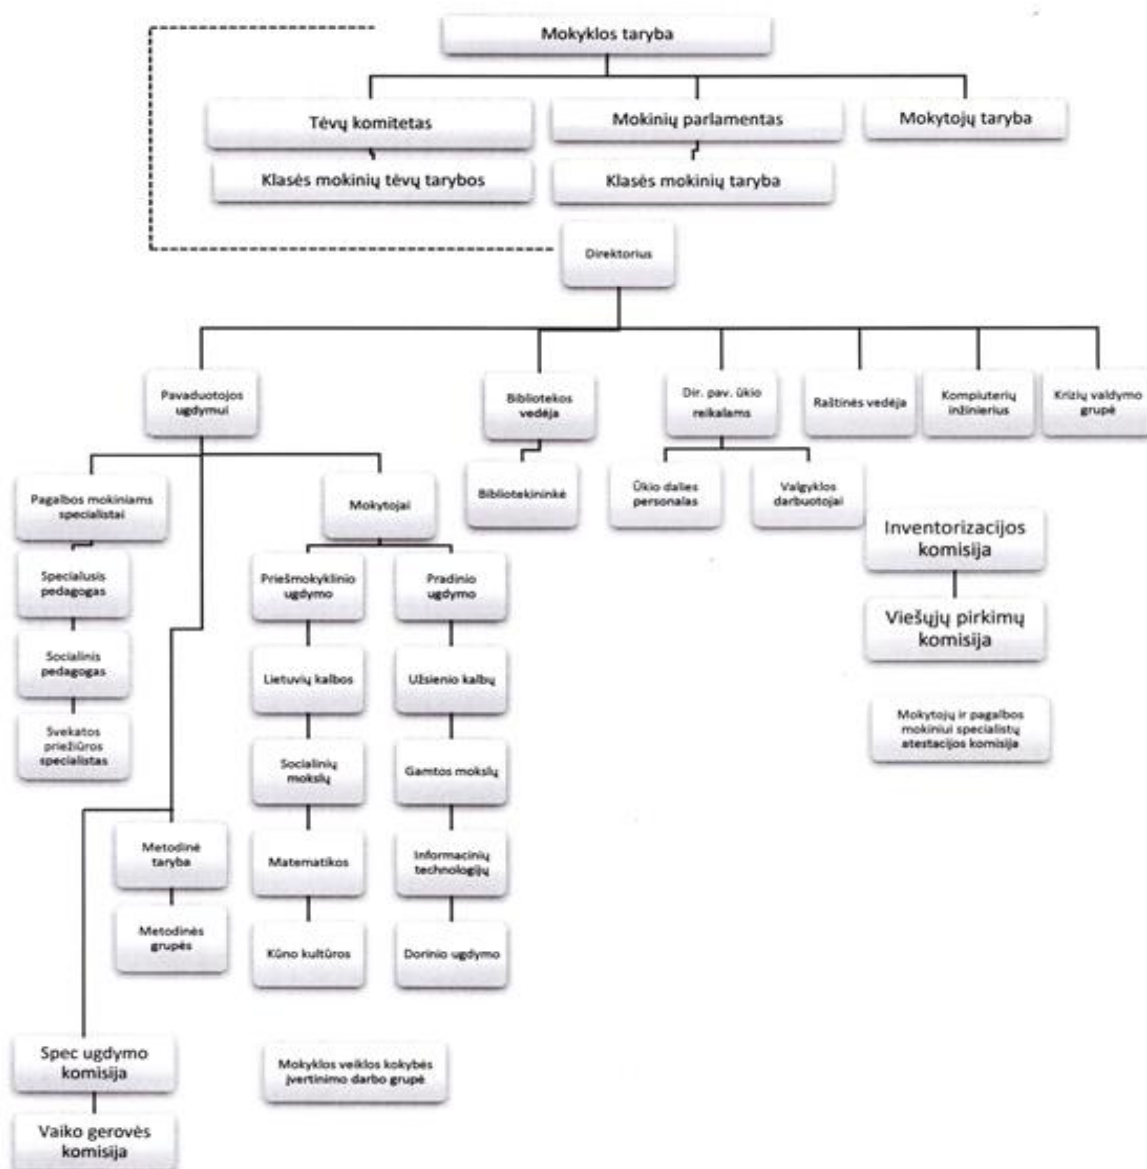 Mokyklos taryba
Tėvų komitetas
Mokinių parlamentas
Mokytojų taryba
Klasės mokinių tėvų tarybos
Klasės mokinių taryba
Direktorius
Pavaduotojos
ugdymui
Bibliotekos
vedėja
Dir. pav. ūkio
reikalams
Raštinės vedėja
Kompiuterių
inžinierius
Krizių valdymo
grupė
Pagalbos mokiniams
specialistai
Mokytojai
Bibliotekininkė
Ūkio dalies
personalas
Valgyklos
darbuotojai
Inventorizacijos
komisija
Specialusis
pedagogas
Priešmokyklinio
ugdymo
Pradinio
ugdymo
Viešųjų pirkimų
komisija
Socialinis
pedagogas
Lietuvių kalbos
Užsienio kalbų
Mokytojų ir pagalbos
mokiniui specialistų
atestacijos komisija
Svekatos
priežiūros
specialistas
Socialinių
mokslų
Gamtos mokslų
Metodinė
taryba
Matematikos
Informacinių
technologijų
Metodinės
grupės
Kūno kultūros
Dorinio ugdymo
Spec ugdymo
komisija
Mokyklos veiklos kokybės
įvertinimo darbo grupė
Vaiko gerovės
komisija